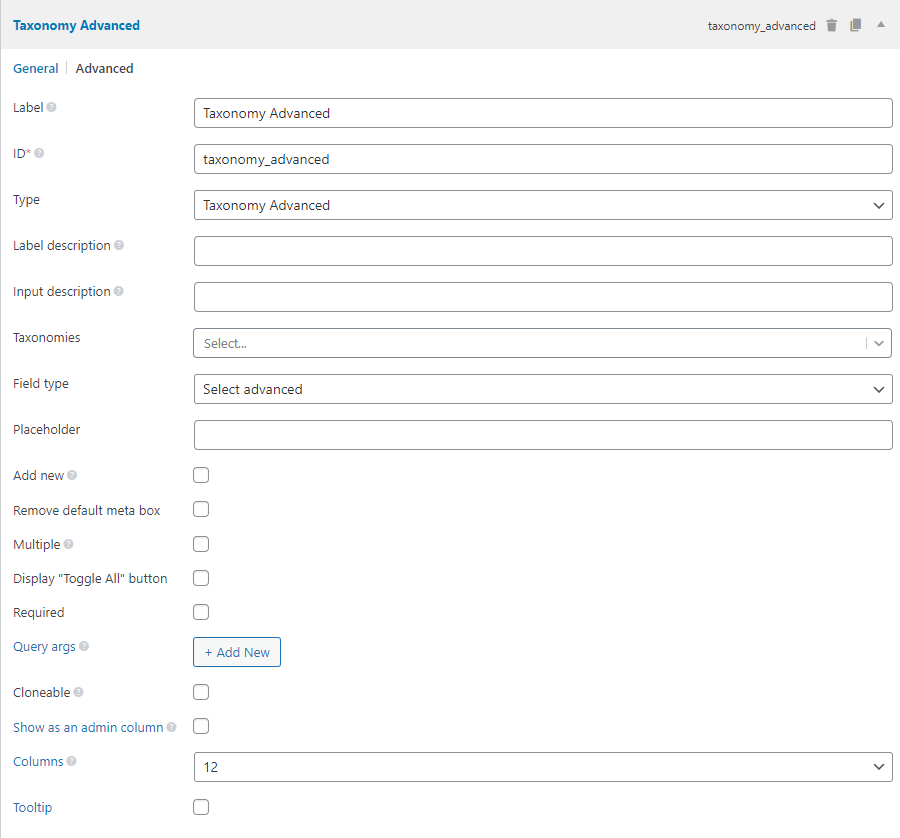 Taxonomy Advanced taxonomy_advanced
General Advanced
Label Taxonomy Advanced
ID* taxonomy_advanced
Type Taxonomy Advanced
Label description
Input description
Taxonomies Select...
Field type Select advanced
Placeholder
Add new
Remove default meta box
Multiple
Display "Toggle All" button
Required
Query args + Add New
Cloneable
Show as an admin column
Columns 12
Tooltip